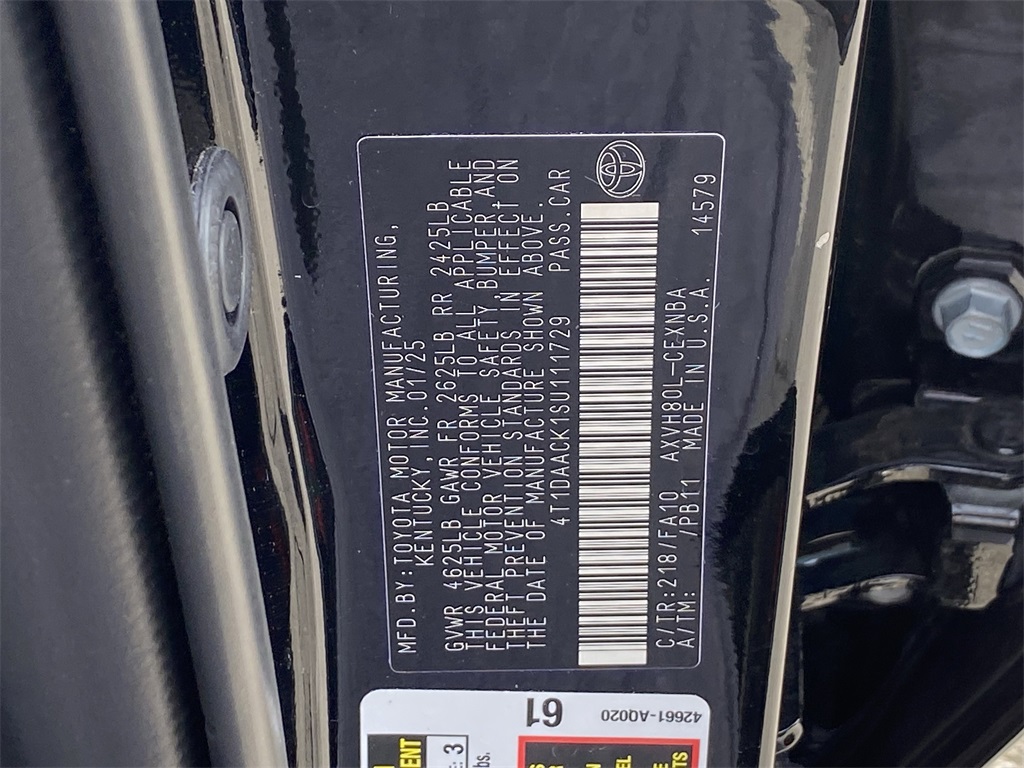 MFD.BY:TOYOTA MOTOR MANUFACTURING,
KENTUCKY, INC. 01/25
GVWR 4625LB GAWR FR 2625LB RR 2425LB
THIS VEHICLE CONFORMS TO ALL APPLICABLE
FEDERAL MOTOR VEHICLE SAFETY, BUMPER AND
THEFT PREVENTION STANDARDS IN EFFECT ON
THE DATE OF MANUFACTURE SHOWN ABOVE.
4T1DAACK1SU111729 PASS.CAR
C/TR:218/FA10 AXVH80L-CEXNBA
A/TM: /PB11 MADE IN U.S.A. 14579
61
42661-AQ020
3